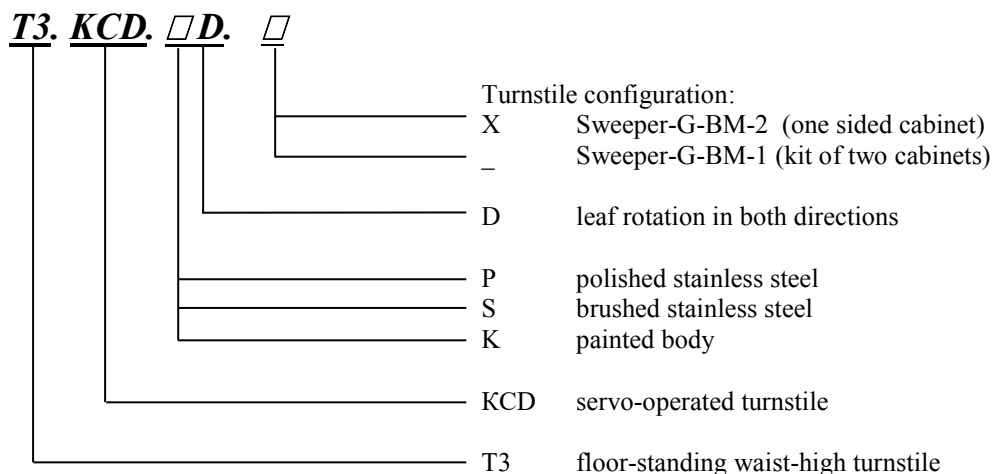 T3. KCD. □ D. □
Turnstile configuration:
X Sweeper-G-BM-2 (one sided cabinet)
_ Sweeper-G-BM-1 (kit of two cabinets)
D leaf rotation in both directions
P polished stainless steel
S brushed stainless steel
K painted body
KCD servo-operated turnstile
T3 floor-standing waist-high turnstile